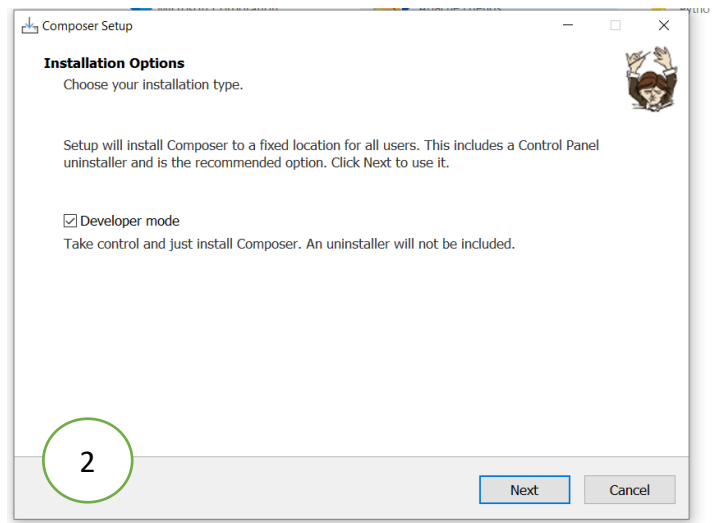 Composer Setup
Installation Options
Choose your installation type.
Setup will install Composer to a fixed location for all users. This includes a Control Panel
uninstaller and is the recommended option. Click Next to use it.
Developer mode
Take control and just install Composer. An uninstaller will not be included.
2
Next
Cancel